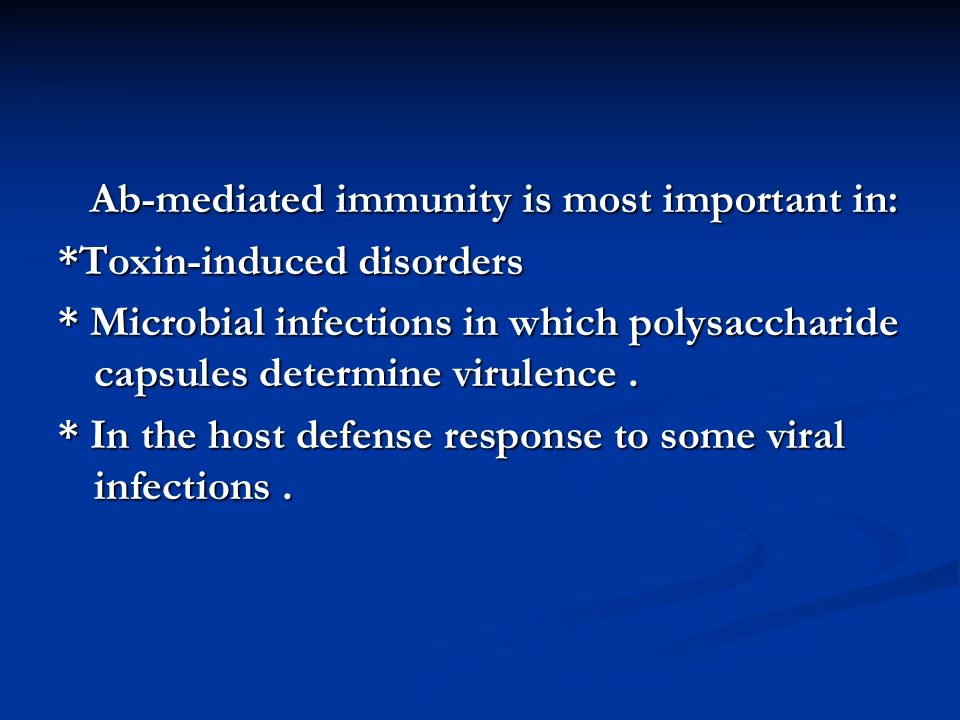 Ab-mediated immunity is most important in:
*Toxin-induced disorders
* Microbial infections in which polysaccharide
capsules determine virulence .
* In the host defense response to some viral
infections .